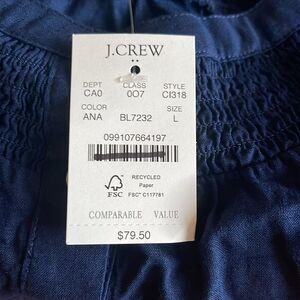 J.CREW
DEPT CLASS STYLE
CA0 0O7 CI318
COLOR SIZE
ANA BL7232 L
099107664197
RECYCLED
Paper
FSC
FSC® C117781
COMPARABLE VALUE
$79.50